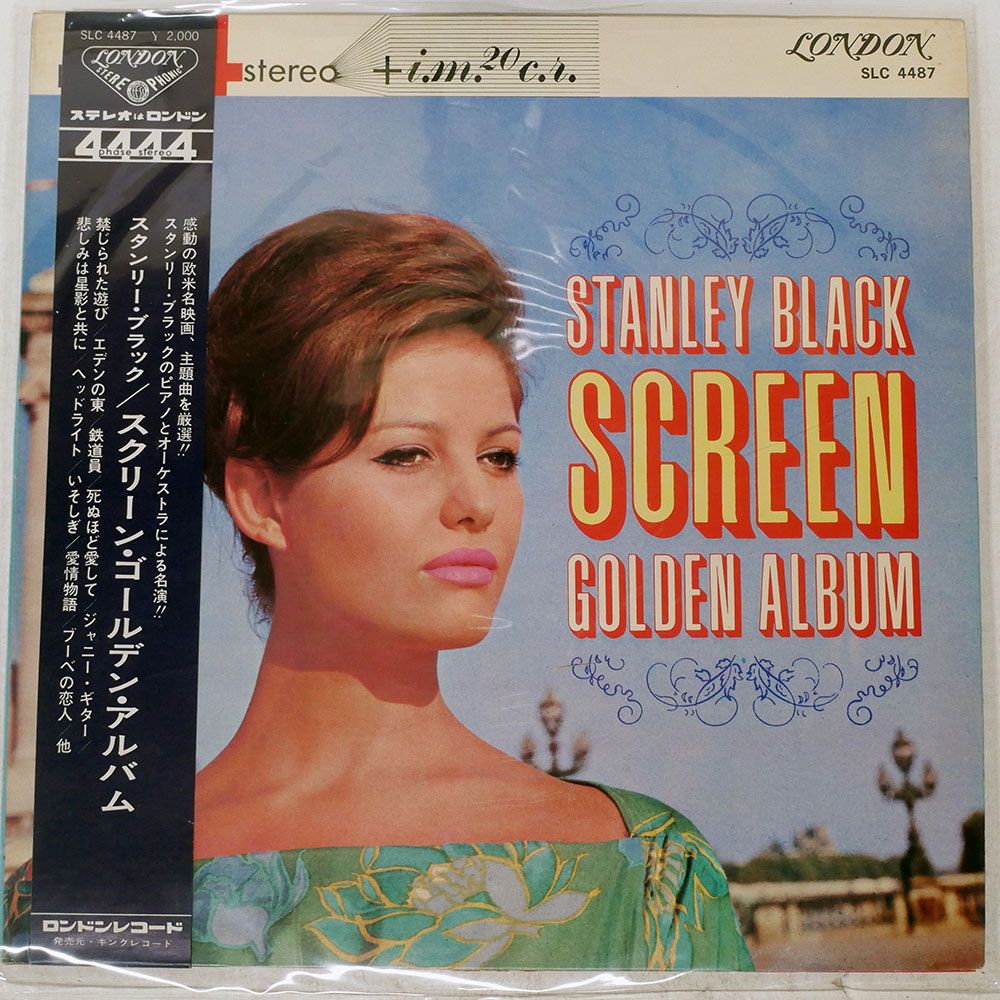 SLC 4487 ¥ 2,000
LONDON
STEREOPHONIC
ステレオはロンドン
4444
phase stereo
感動の欧米名映画、主題曲を厳選!!
スタンリー・ブラックのピアノとオーケストラによる名演!!
スタンリー・ブラック/スクリーン・ゴールデン・アルバム
禁じられた遊び/エデンの東 鉄道員/死ぬほど愛して/ジャニー・ギター/
悲しみは星影と共に/ヘッドライト/いそしぎ/愛情物語/ブーベの恋人/他
ロンドンレコード
発売元・キングレコード
stereo +i.m.20c.r.
LONDON
SLC 4487
STANLEY BLACK
SCREEN
GOLDEN ALBUM